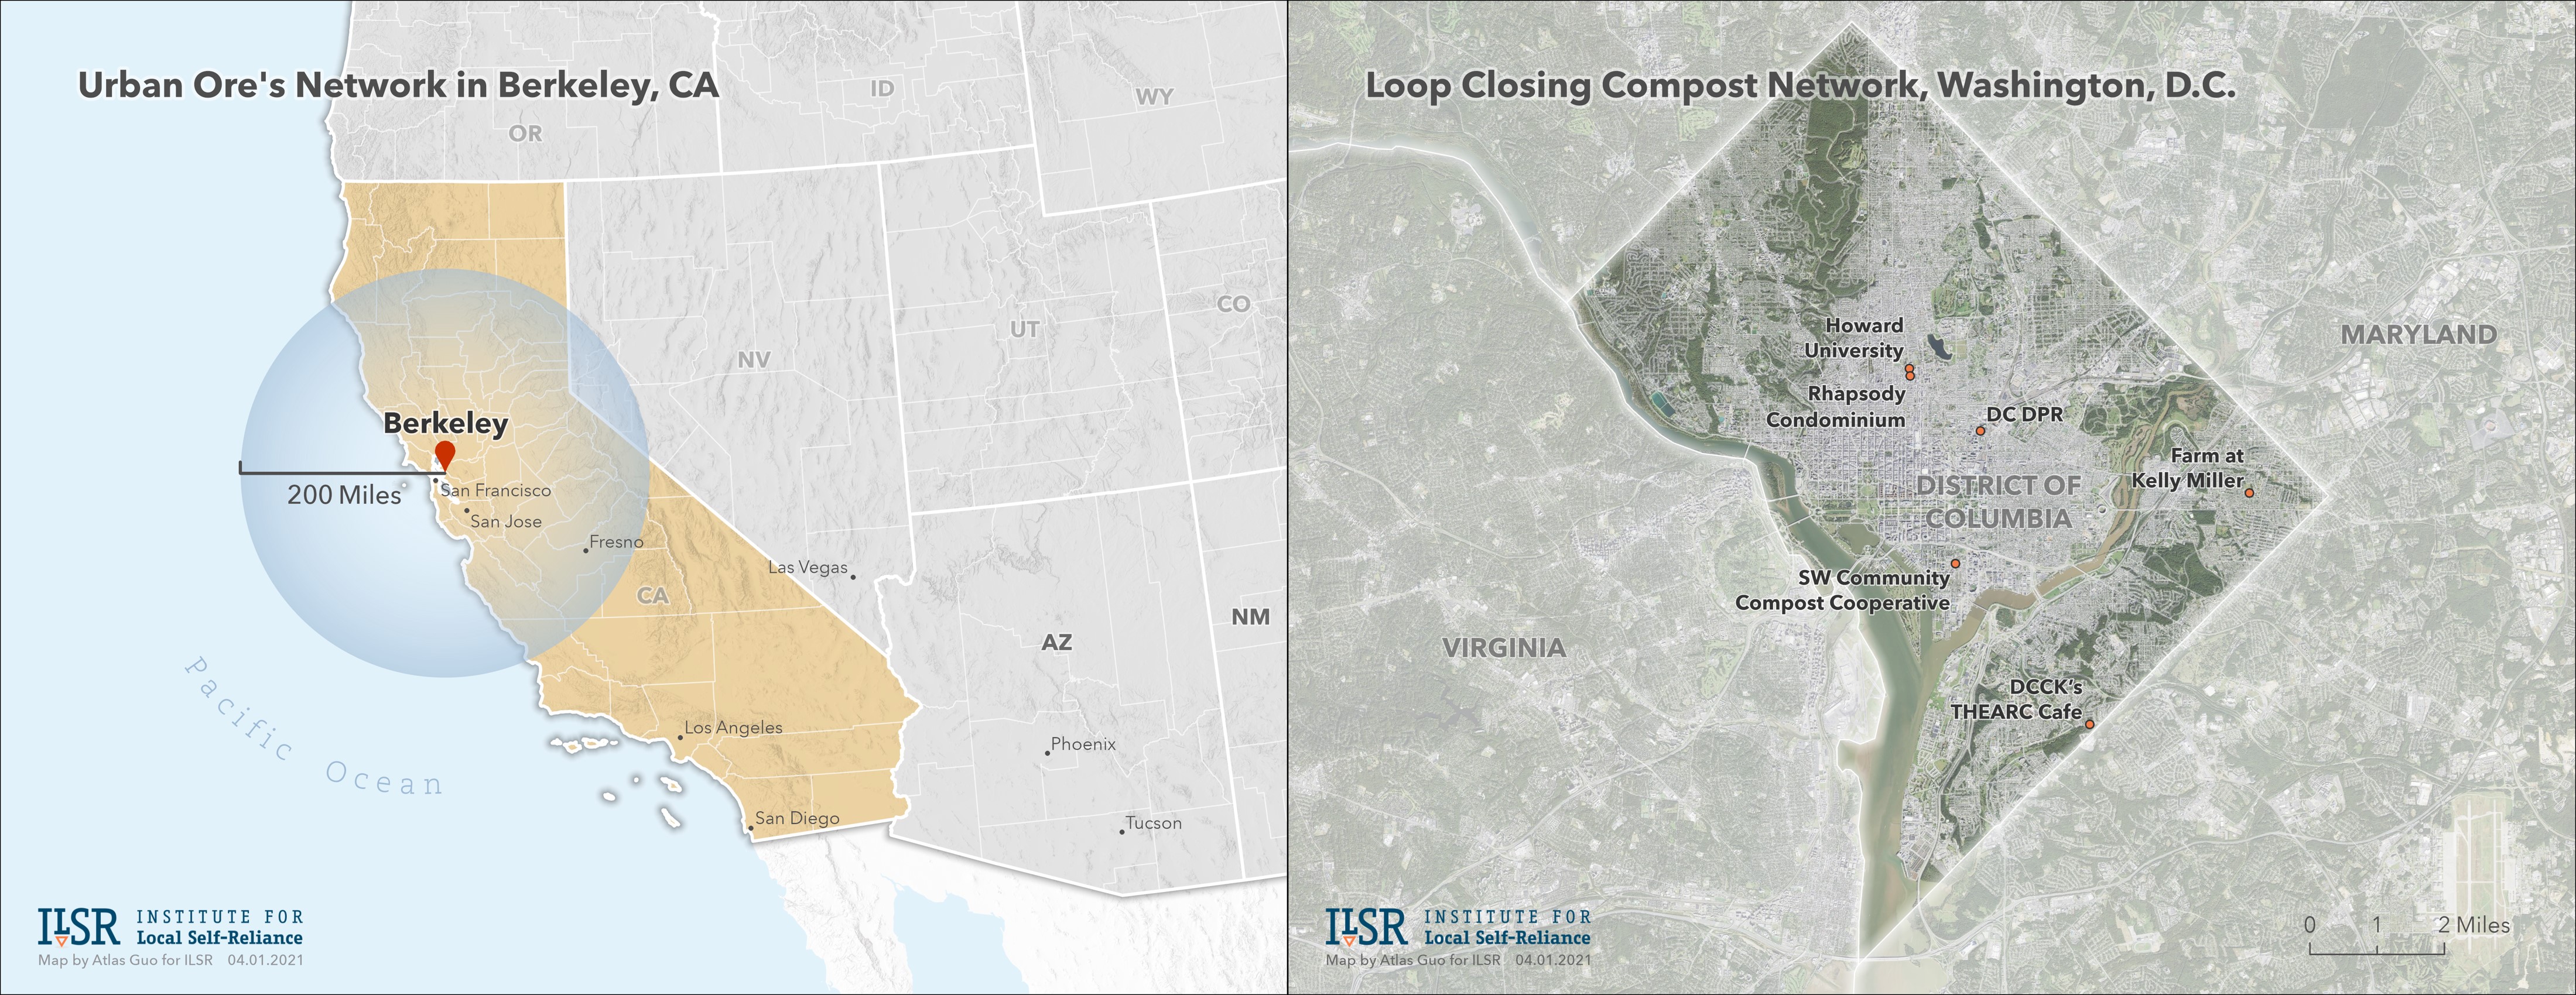 Urban Ore's Network in Berkeley, CA
OR
ID
WY
NV
UT
CO
Berkeley
200 Miles
San Francisco
San Jose
Fresno
CA
Las Vegas
AZ
NM
Pacific Ocean
Los Angeles
Phoenix
San Diego
Tucson
ILSR
INSTITUTE FOR
Local Self-Reliance
Map by Atlas Guo for ILSR 04.01.2021
Loop Closing Compost Network, Washington, D.C.
MARYLAND
Howard
University
Rhapsody
Condominium
DC DPR
Farm at
Kelly Miller
DISTRICT OF
COLUMBIA
SW Community
Compost Cooperative
VIRGINIA
DCCK's
THEARC Cafe
ILSR
INSTITUTE FOR
Local Self-Reliance
Map by Atlas Guo for ILSR 04.01.2021
0 1 2 Miles